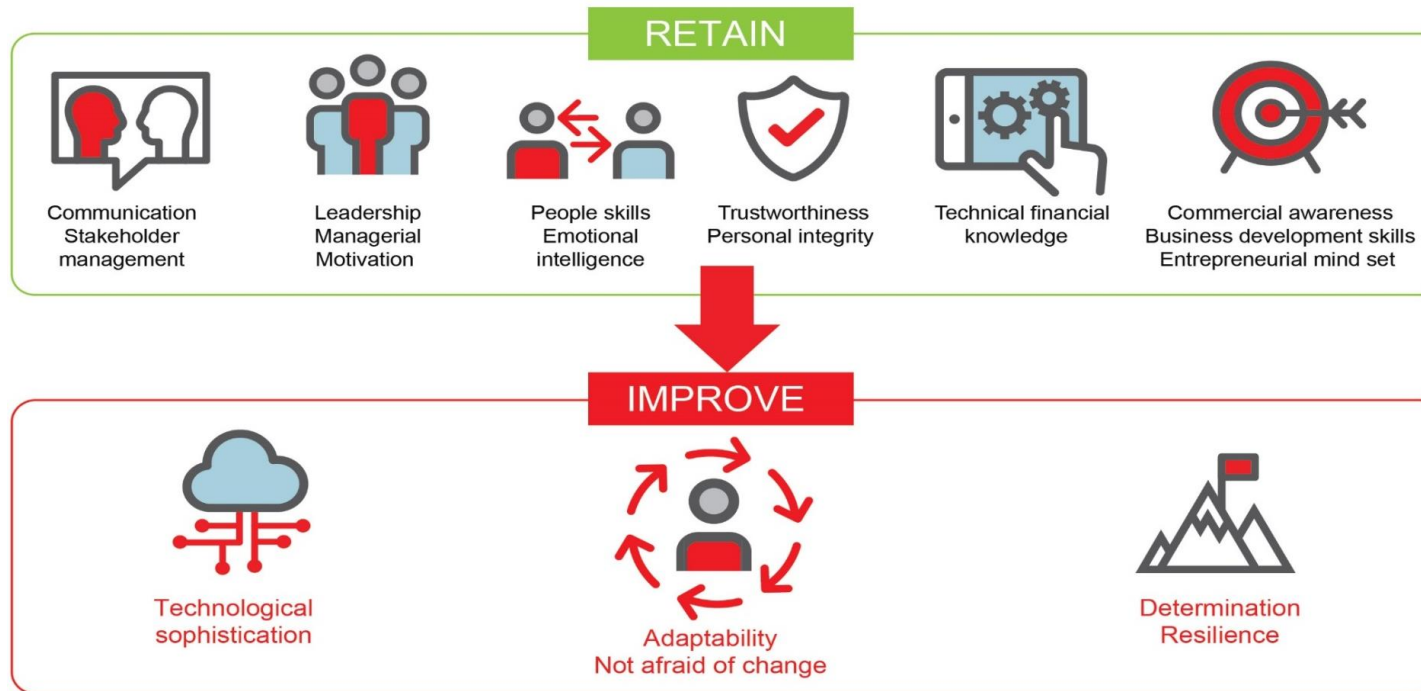 RETAIN
Communication
Stakeholder
management
Leadership
Managerial
Motivation
People skills
Emotional
intelligence
Trustworthiness
Personal integrity
Technical financial
knowledge
Commercial awareness
Business development skills
Entrepreneurial mind set
IMPROVE
Technological
sophistication
Adaptability
Not afraid of change
Determination
Resilience